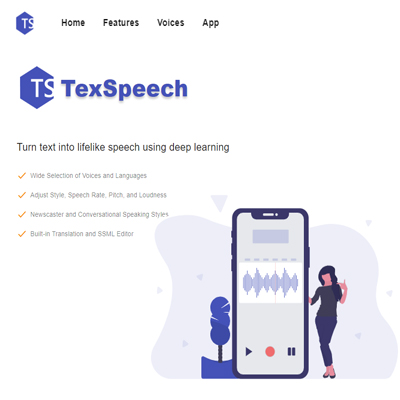 TS
Home Features Voices App
TS TexSpeech
Turn text into lifelike speech using deep learning
Wide Selection of Voices and Languages
Adjust Style, Speech Rate, Pitch, and Loudness
Newscaster and Conversational Speaking Styles
Built-in Translation and SSML Editor